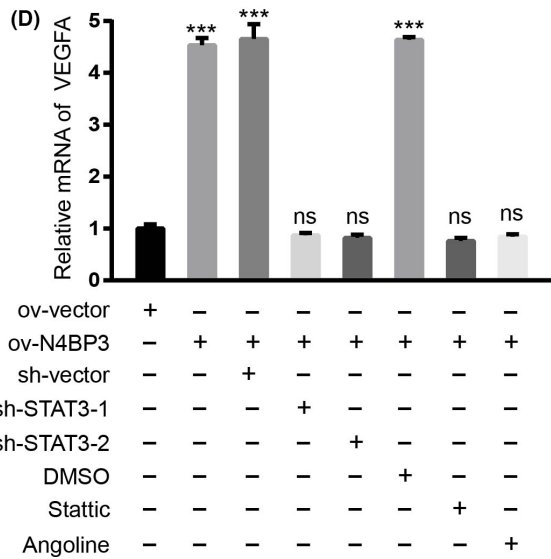 (D)
Relative mRNA of VEGFA
5
4
3
2
1
0
*** *** ns ns *** ns ns
ov-vector + – – – – – – –
ov-N4BP3 – + + + + + + +
sh-vector – – + – – – – –
sh-STAT3-1 – – – + – – – –
sh-STAT3-2 – – – – + – – –
DMSO – – – – – + – –
Stattic – – – – – – + –
Angoline – – – – – – – +